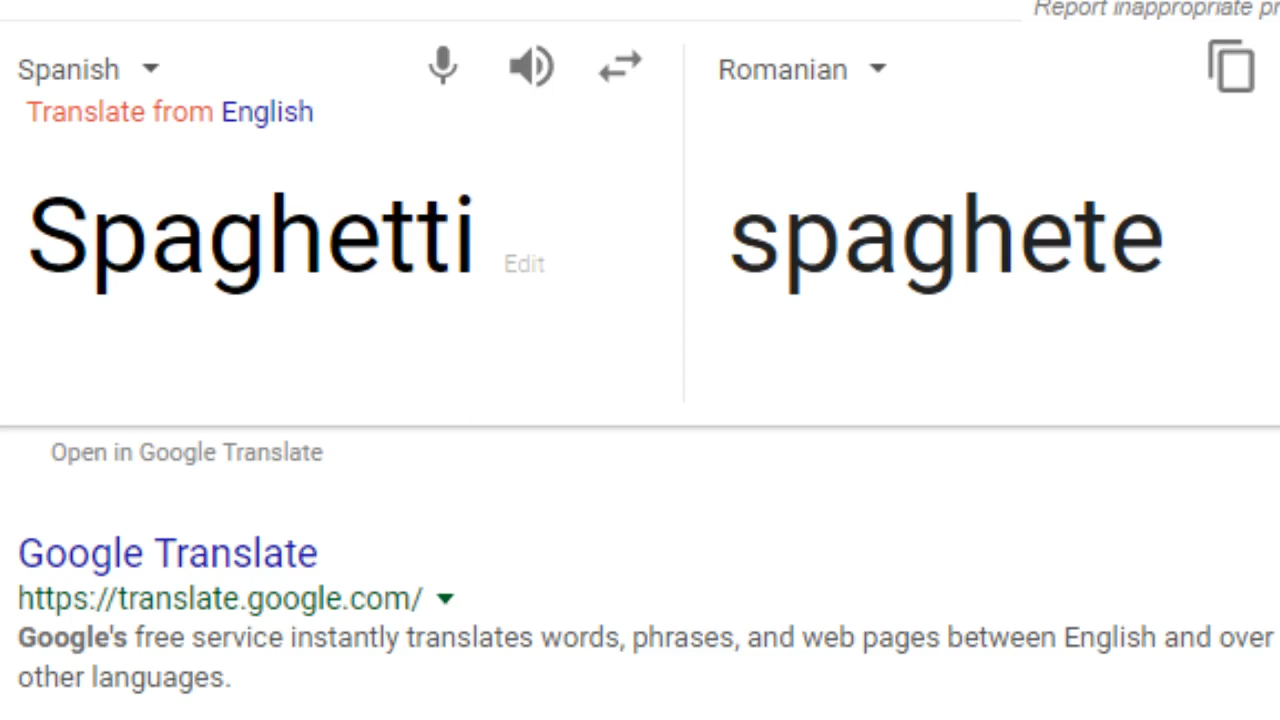 Report inappropriate
Spanish
Romanian
Translate from English
Spaghetti Edit
spaghete
Open in Google Translate
Google Translate
https://translate.google.com/
Google's free service instantly translates words, phrases, and web pages between English and over
other languages.